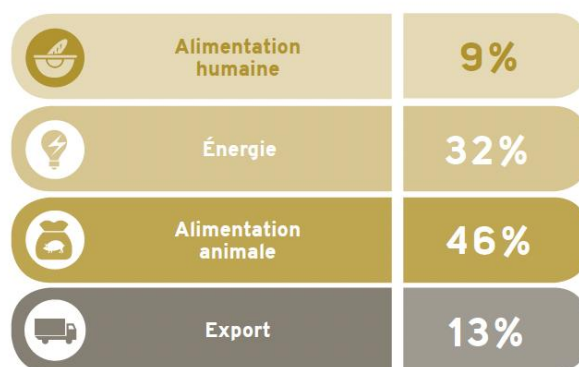 Alimentation
humaine
9%
Énergie
32%
Alimentation
animale
46%
Export
13%